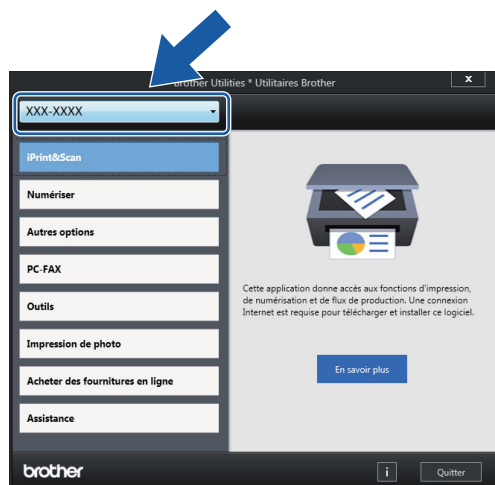 Brother Utilities * Utilitaires Brother
x
XXX-XXXX
iPrint&Scan
Numériser
Autres options
PC-FAX
Outils
Impression de photo
Acheter des fournitures en ligne
Assistance
Cette application donne accès aux fonctions d'impression,
de numérisation et de flux de production. Une connexion
Internet est requise pour télécharger et installer ce logiciel.
En savoir plus
brother
i
Quitter